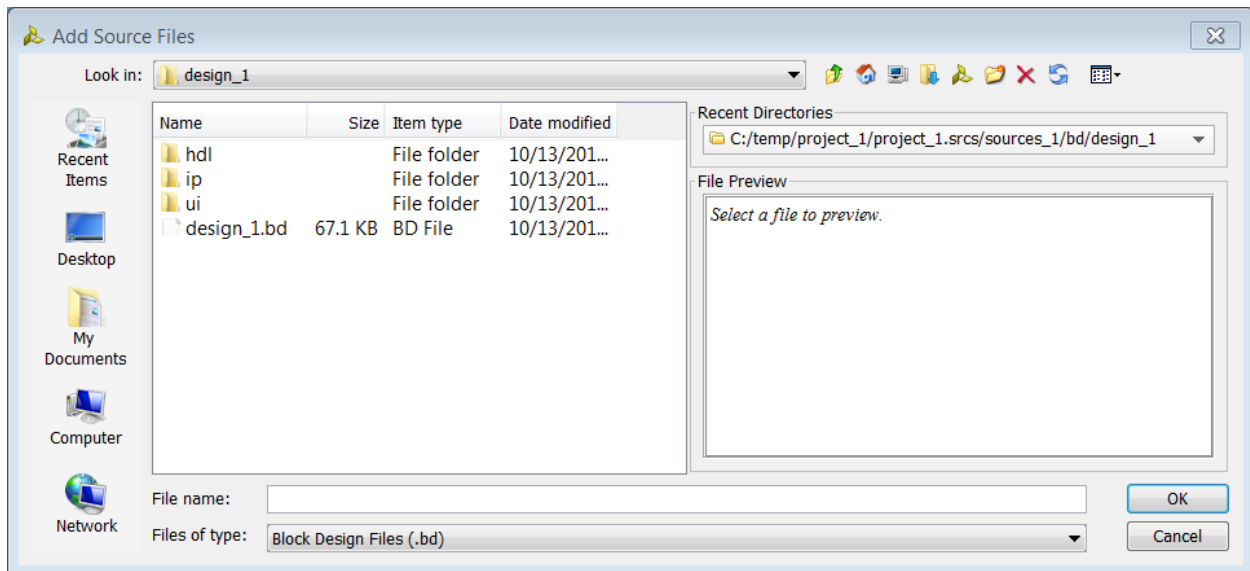 Add Source Files
Look in: design_1
Recent Items
Desktop
My Documents
Computer
Network
Name Size Item type Date modified
hdl File folder 10/13/201...
ip File folder 10/13/201...
ui File folder 10/13/201...
design_1.bd 67.1 KB BD File 10/13/201...
Recent Directories
C:/temp/project_1/project_1.srcs/sources_1/bd/design_1
File Preview
Select a file to preview.
File name:
OK
Files of type: Block Design Files (.bd)
Cancel